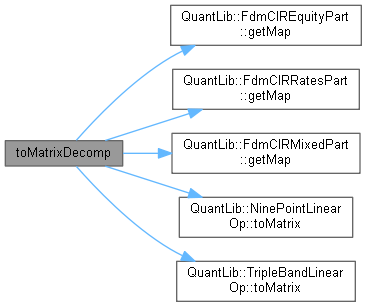 QuantLib::FdmCIREquityPart
::getMap
QuantLib::FdmCIRRatesPart
::getMap
toMatrixDecomp
QuantLib::FdmCIRMixedPart
::getMap
QuantLib::NinePointLinear
Op::toMatrix
QuantLib::TripleBandLinear
Op::toMatrix